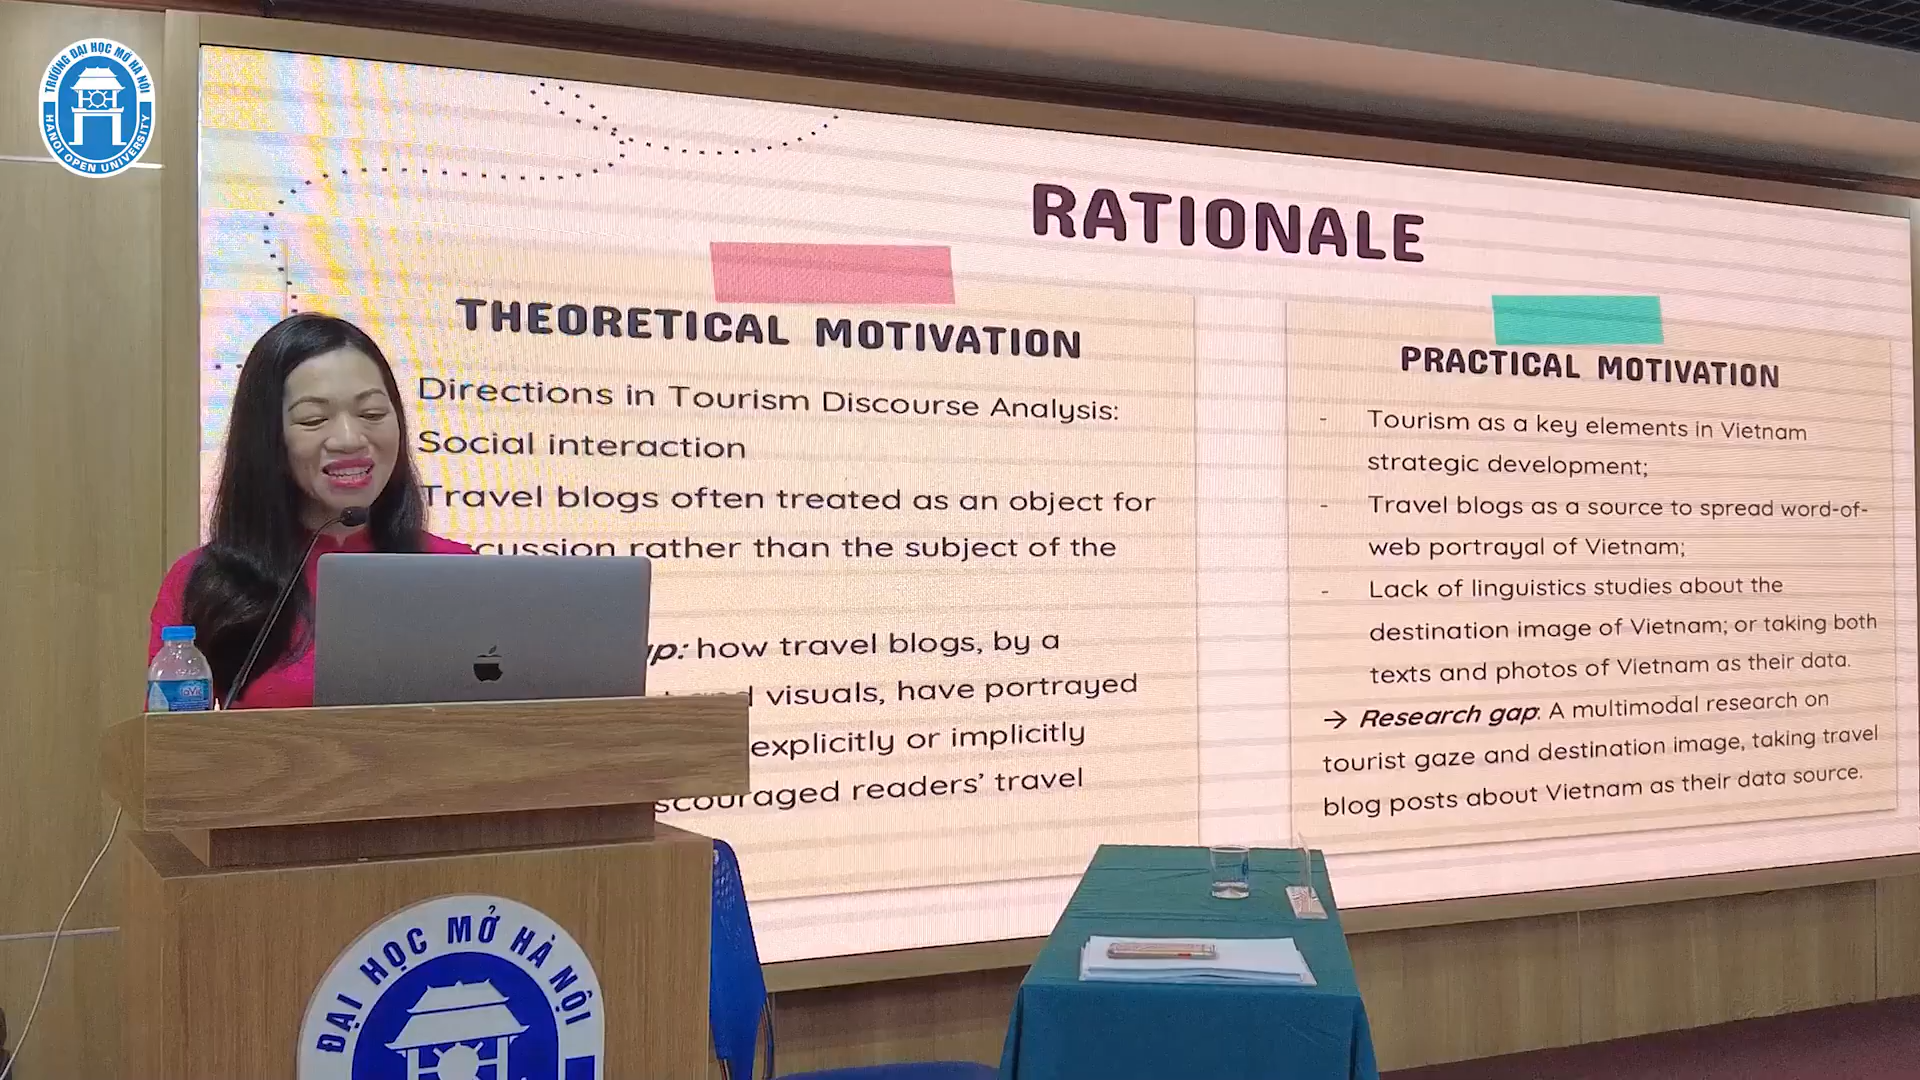 TRƯỜNG ĐẠI HỌC MỞ HÀ NỘI
HANOI OPEN UNIVERSITY
RATIONALE
THEORETICAL MOTIVATION
Directions in Tourism Discourse Analysis:
Social interaction
Travel blogs often treated as an object for
rather than the subject of the
how travel blogs, by a
visuals, have portrayed
explicitly or implicitly
readers’ travel
PRACTICAL MOTIVATION
- Tourism as a key elements in Vietnam
strategic development;
- Travel blogs as a source to spread word-of-
web portrayal of Vietnam;
- Lack of linguistics studies about the
destination image of Vietnam; or taking both
texts and photos of Vietnam as their data.
→ Research gap: A multimodal research on
tourist gaze and destination image, taking travel
blog posts about Vietnam as their data source.
ĐẠI HỌC MỞ HÀ NỘI